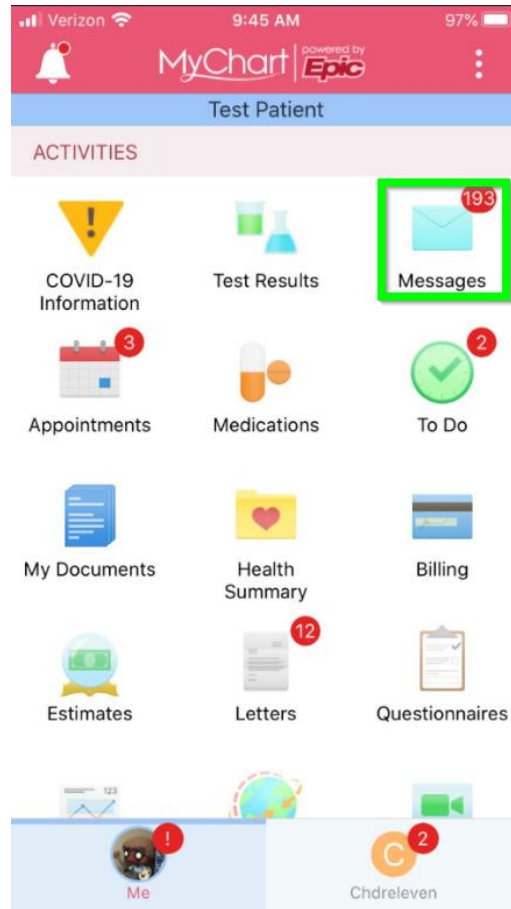 Verizon 9:45 AM 97%
MyChart powered by Epic
Test Patient
ACTIVITIES
193
COVID-19 Information
Test Results
Messages
3
2
Appointments
Medications
To Do
My Documents
Health Summary
Billing
12
Estimates
Letters
Questionnaires
123
!
C 2
Me
Chdreleven